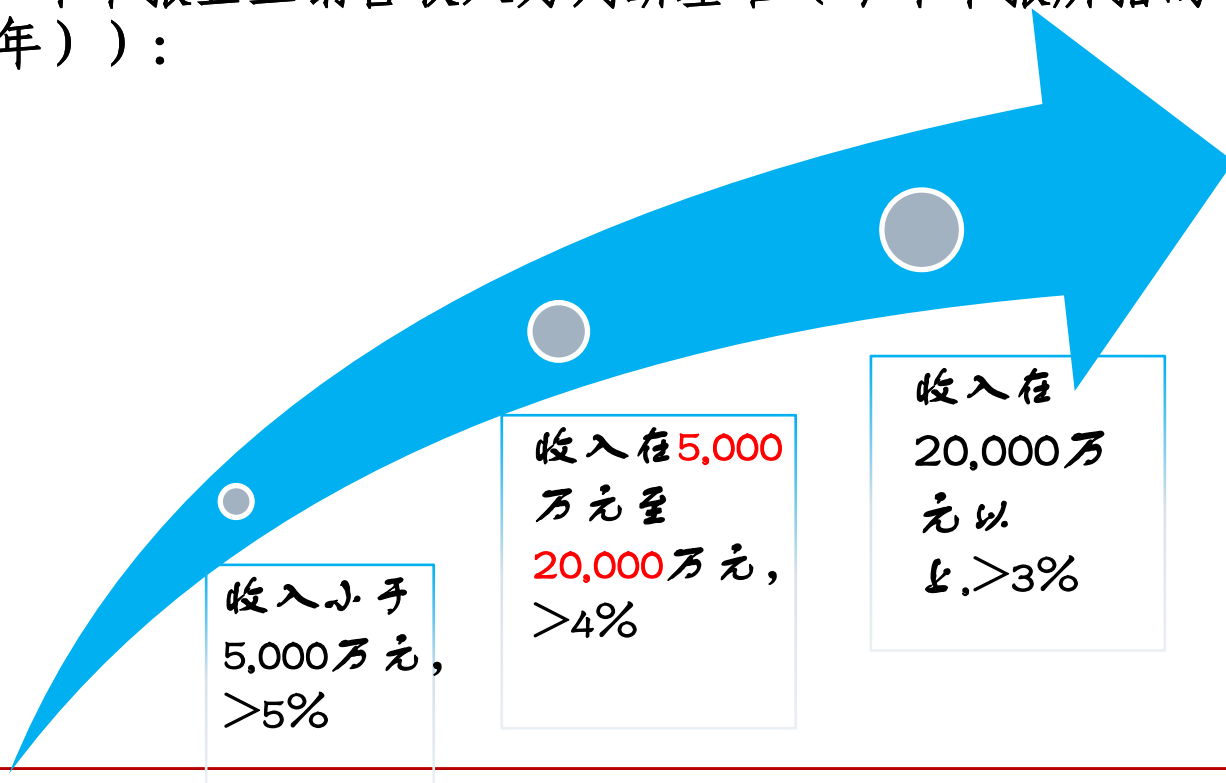 年))：
收入小于
5,000万元，
>5%
收入在5,000
万元至
20,000万元，
>4%
收入在
20,000万
元以
上,>3%